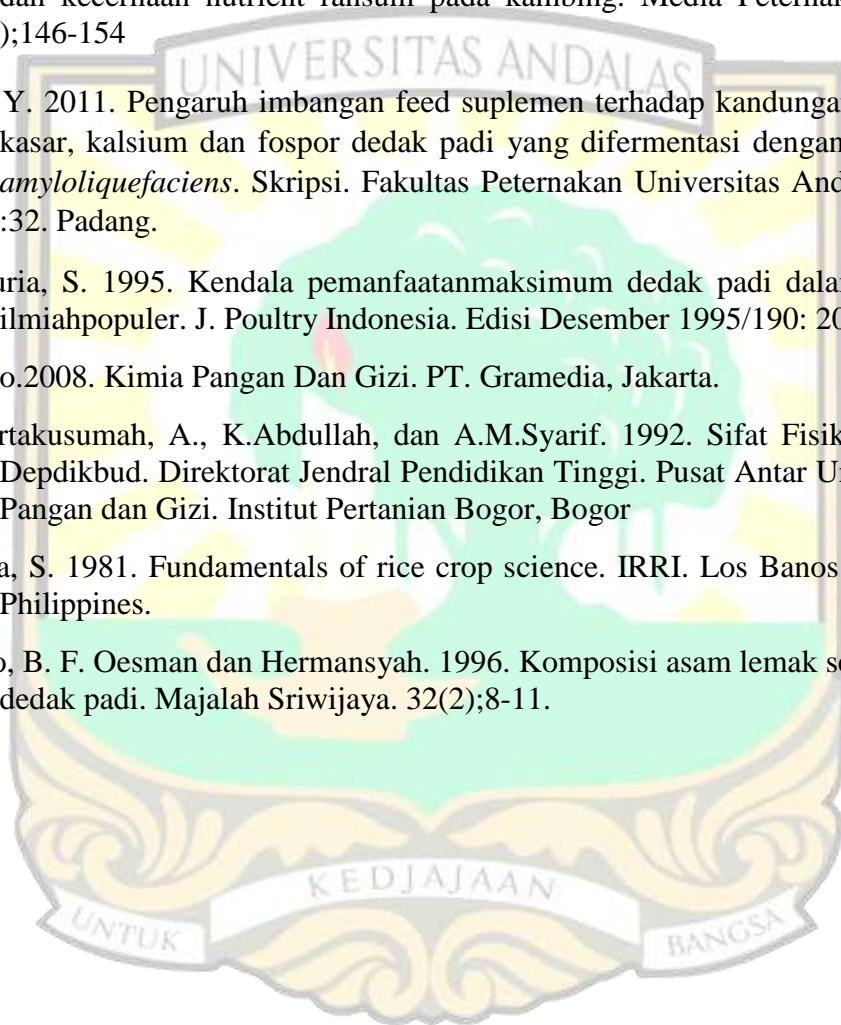 dan kecernaan nutrient ransum pada kambing. Media Peternak
);146-154
UNIVERSITAS ANDALAS
Y. 2011. Pengaruh imbangan feed suplemen terhadap kandunga
kasar, kalsium dan fospor dedak padi yang difermentasi dengan
amyloliquefaciens. Skripsi. Fakultas Peternakan Universitas And
:32. Padang.
uria, S. 1995. Kendala pemanfaatanmaksimum dedak padi dala
ilmiahpopuler. J. Poultry Indonesia. Edisi Desember 1995/190: 20
o.2008. Kimia Pangan Dan Gizi. PT. Gramedia, Jakarta.
rtakusumah, A., K.Abdullah, dan A.M.Syarif. 1992. Sifat Fisik
Depdikbud. Direktorat Jendral Pendidikan Tinggi. Pusat Antar U
Pangan dan Gizi. Institut Pertanian Bogor, Bogor
a, S. 1981. Fundamentals of rice crop science. IRRI. Los Banos
Philippines.
o, B. F. Oesman dan Hermansyah. 1996. Komposisi asam lemak s
dedak padi. Majalah Sriwijaya. 32(2);8-11.
UNTUK KEDJAJAAN BANGSA